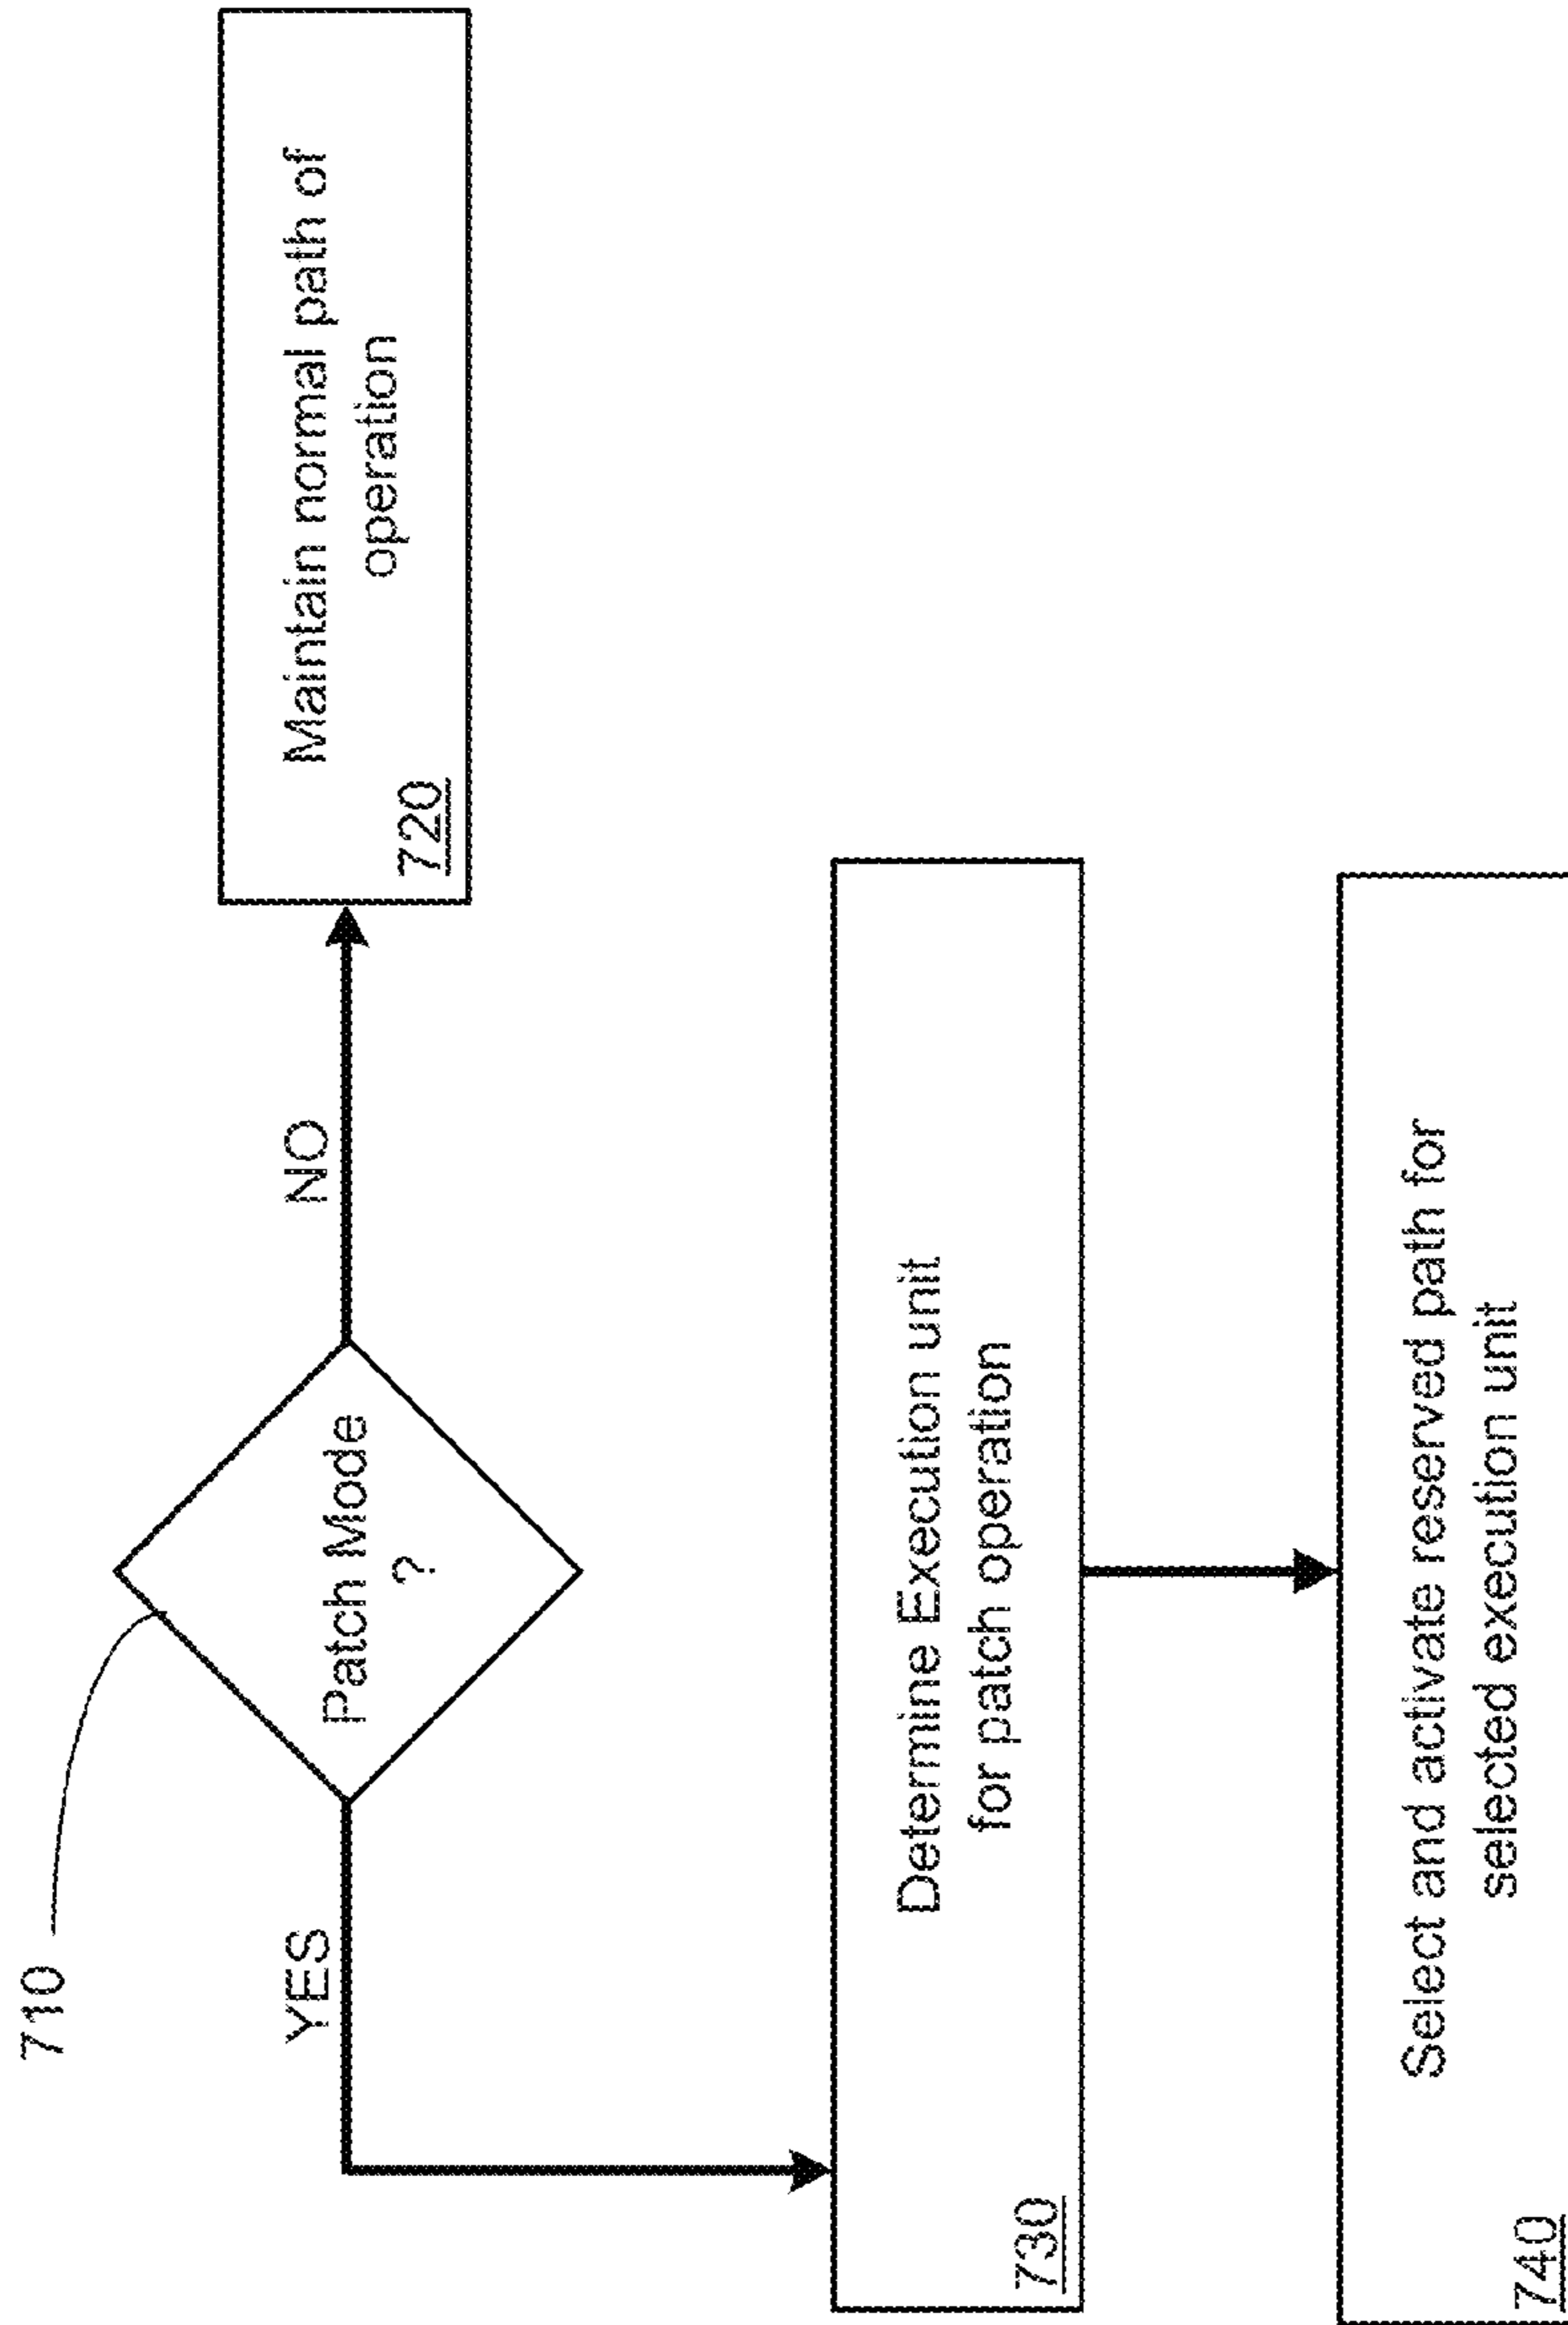 710
Patch Mode
?
YES
NO
Maintain normal path of
operation
720
Determine Execution unit
for patch operation
730
Select and activate reserved path for
selected execution unit
740